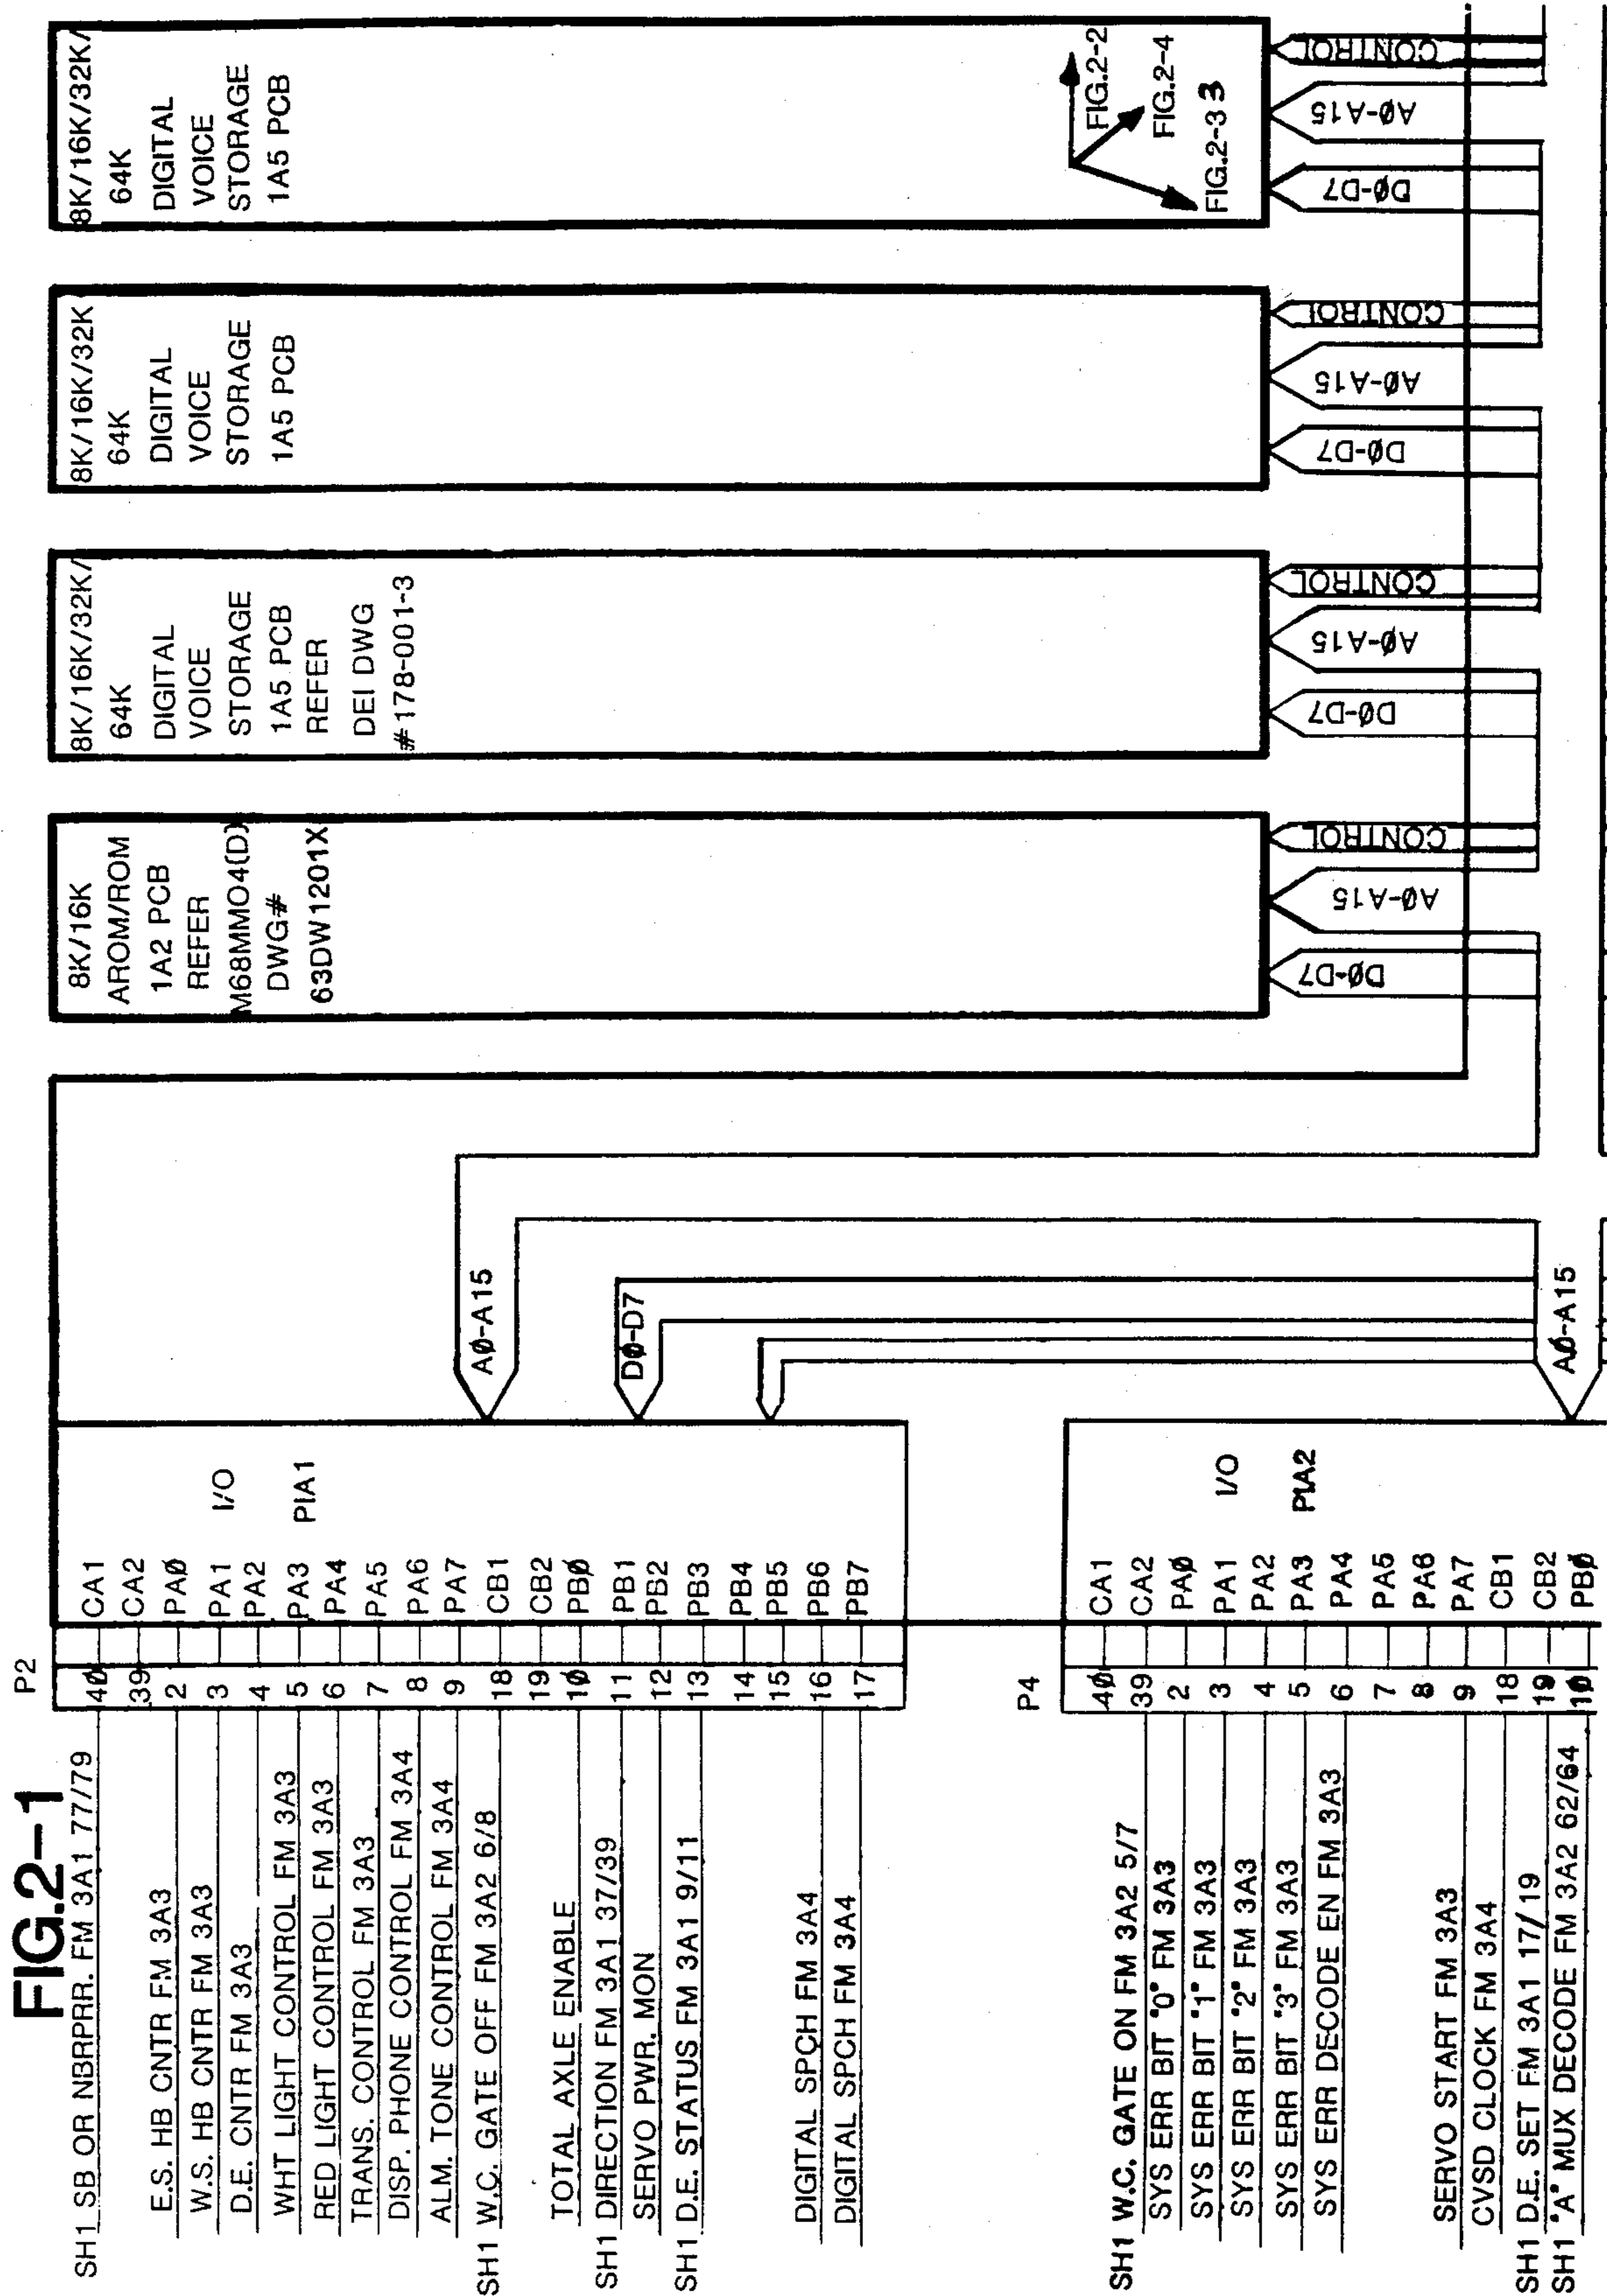 FIG.2-1
P2
SH1 SB OR NBRPRR. FM 3A1 77/79 40 CA1
39 CA2
E.S. HB CNTR FM 3A3 2 PAØ
W.S. HB CNTR FM 3A3 3 PA1
D.E. CNTR FM 3A3 4 PA2
WHT LIGHT CONTROL FM 3A3 5 PA3
RED LIGHT CONTROL FM 3A3 6 PA4
TRANS. CONTROL FM 3A3 7 PA5
DISP. PHONE CONTROL FM 3A4 8 PA6
ALM. TONE CONTROL FM 3A4 9 PA7
SH1 W.C. GATE OFF FM 3A2 6/8 18 CB1
19 CB2
TOTAL AXLE ENABLE 1Ø PBØ
SH1 DIRECTION FM 3A1 37/39 11 PB1
SERVO PWR. MON 12 PB2
SH1 D.E. STATUS FM 3A1 9/11 13 PB3
14 PB4
15 PB5
DIGITAL SPCH FM 3A4 16 PB6
DIGITAL SPCH FM 3A4 17 PB7
I/O
PIA1
AØ-A15
DØ-D7
P4
4Ø CA1
SH1 W.C. GATE ON FM 3A2 5/7 39 CA2
SYS ERR BIT "0" FM 3A3 2 PAØ
SYS ERR BIT "1" FM 3A3 3 PA1
SYS ERR BIT "2" FM 3A3 4 PA2
SYS ERR BIT "3" FM 3A3 5 PA3
SYS ERR DECODE EN FM 3A3 6 PA4
7 PA5
8 PA6
SERVO START FM 3A3 9 PA7
CVSD CLOCK FM 3A4 18 CB1
SH1 D.E. SET FM 3A1 17/19 19 CB2
SH1 "A" MUX DECODE FM 3A2 62/64 1Ø PBØ
I/O
PIA2
AØ-A15
8K/16K
AROM/ROM
1A2 PCB
REFER
M68MMO4(D)
DWG#
63DW1201X
DØ-D7
AØ-A15
CONTROL
8K/16K/32K/
64K
DIGITAL
VOICE
STORAGE
1A5 PCB
REFER
DEI DWG
#178-001-3
DØ-D7
AØ-A15
CONTROL
8K/16K/32K
64K
DIGITAL
VOICE
STORAGE
1A5 PCB
DØ-D7
AØ-A15
CONTROL
8K/16K/32K/
64K
DIGITAL
VOICE
STORAGE
1A5 PCB
FIG.2-2
FIG.2-4
FIG.2-3 3
DØ-D7
AØ-A15
CONTROL